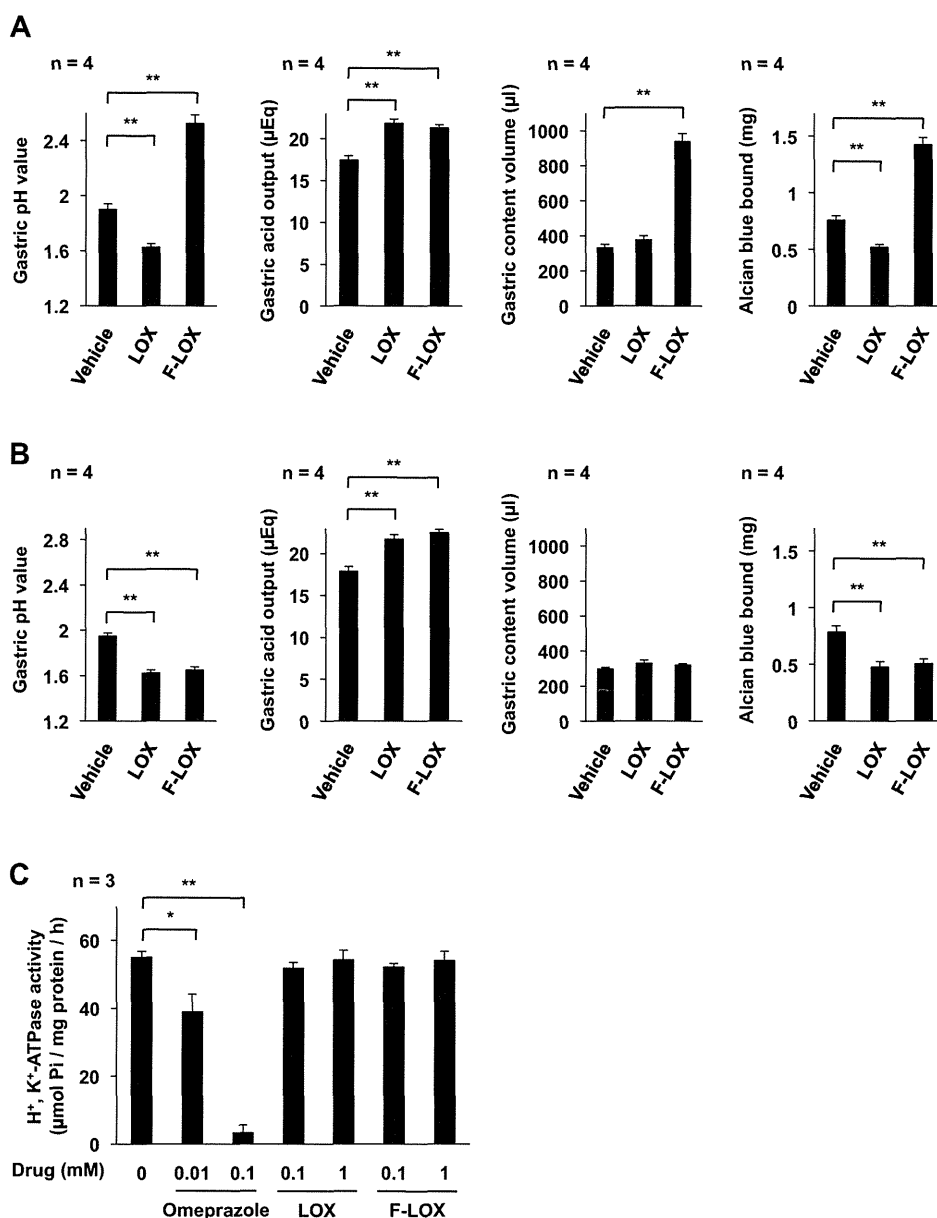 A
n = 4
**
**
Gastric pH value
2.4
2
1.6
1.2
Vehicle
LOX
F-LOX
n = 4
**
**
Gastric acid output (µEq)
20
15
10
5
0
Vehicle
LOX
F-LOX
n = 4
**
Gastric content volume (µl)
1000
800
600
400
200
0
Vehicle
LOX
F-LOX
n = 4
**
**
Alcian blue bound (mg)
1.5
1
0.5
0
Vehicle
LOX
F-LOX
B
n = 4
**
**
Gastric pH value
2.8
2.4
2
1.6
1.2
Vehicle
LOX
F-LOX
n = 4
**
**
Gastric acid output (µEq)
20
15
10
5
0
Vehicle
LOX
F-LOX
n = 4
Gastric content volume (µl)
1000
800
600
400
200
0
Vehicle
LOX
F-LOX
n = 4
**
**
Alcian blue bound (mg)
1.5
1
0.5
0
Vehicle
LOX
F-LOX
C
n = 3
**
*
H⁺, K⁺-ATPase activity
(µmol Pi / mg protein / h)
60
40
20
0
Drug (mM) 0 0.01 0.1 0.1 1 0.1 1
Omeprazole LOX F-LOX